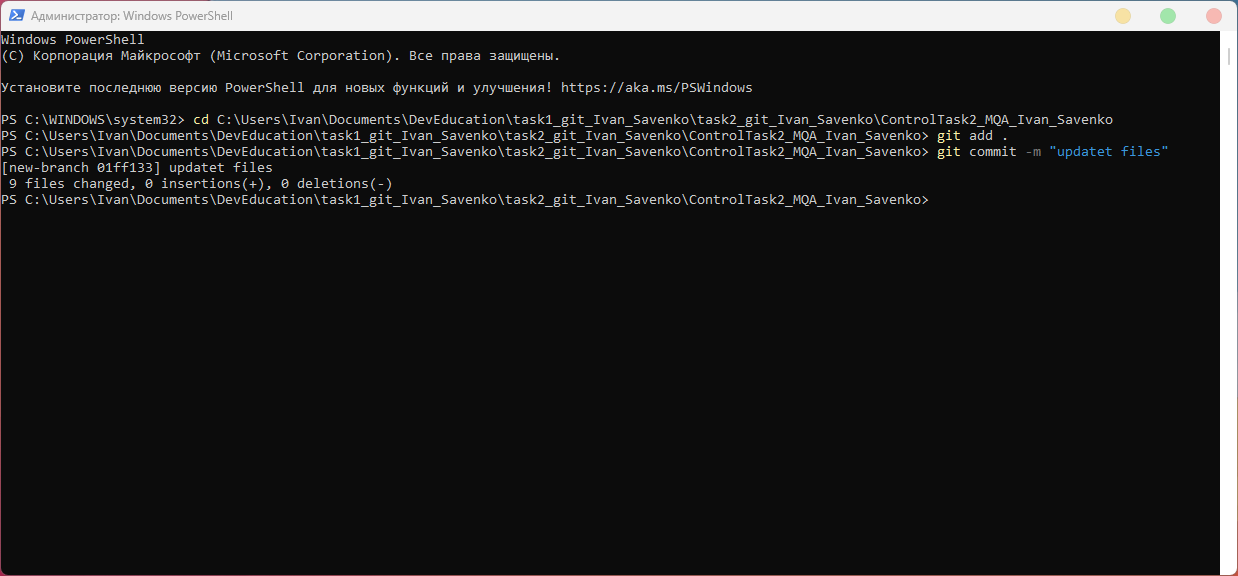 Администратор: Windows PowerShell
Windows PowerShell
(C) Корпорация Майкрософт (Microsoft Corporation). Все права защищены.
Установите последнюю версию PowerShell для новых функций и улучшения! https://aka.ms/PSWindows
PS C:\WINDOWS\system32> cd C:\Users\Ivan\Documents\DevEducation\task1_git_Ivan_Savenko\task2_git_Ivan_Savenko\ControlTask2_MQA_Ivan_Savenko
PS C:\Users\Ivan\Documents\DevEducation\task1_git_Ivan_Savenko\task2_git_Ivan_Savenko\ControlTask2_MQA_Ivan_Savenko> git add .
PS C:\Users\Ivan\Documents\DevEducation\task1_git_Ivan_Savenko\task2_git_Ivan_Savenko\ControlTask2_MQA_Ivan_Savenko> git commit -m "updatet files"
[new-branch 01ff133] updatet files
 9 files changed, 0 insertions(+), 0 deletions(-)
PS C:\Users\Ivan\Documents\DevEducation\task1_git_Ivan_Savenko\task2_git_Ivan_Savenko\ControlTask2_MQA_Ivan_Savenko>